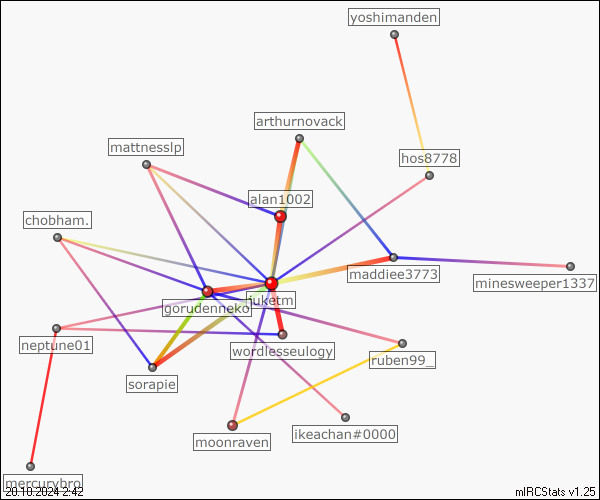 yoshimanden
arthurnovack
mattnesslp
hos8778
alan1002
chobham.
maddiee3773
minesweeper1337
gorudenneko
luketm
neptune01
wordlesseulogy
ruben99_
sorapie
moonraven
ikeachan#0000
mercurybro
20.10.2024 2:42
mIRCStats v1.25